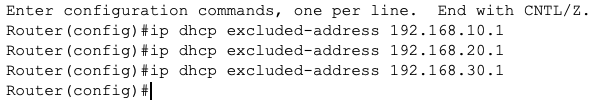 Enter configuration commands, one per line.  End with CNTL/Z.
Router(config)#ip dhcp excluded-address 192.168.10.1
Router(config)#ip dhcp excluded-address 192.168.20.1
Router(config)#ip dhcp excluded-address 192.168.30.1
Router(config)#